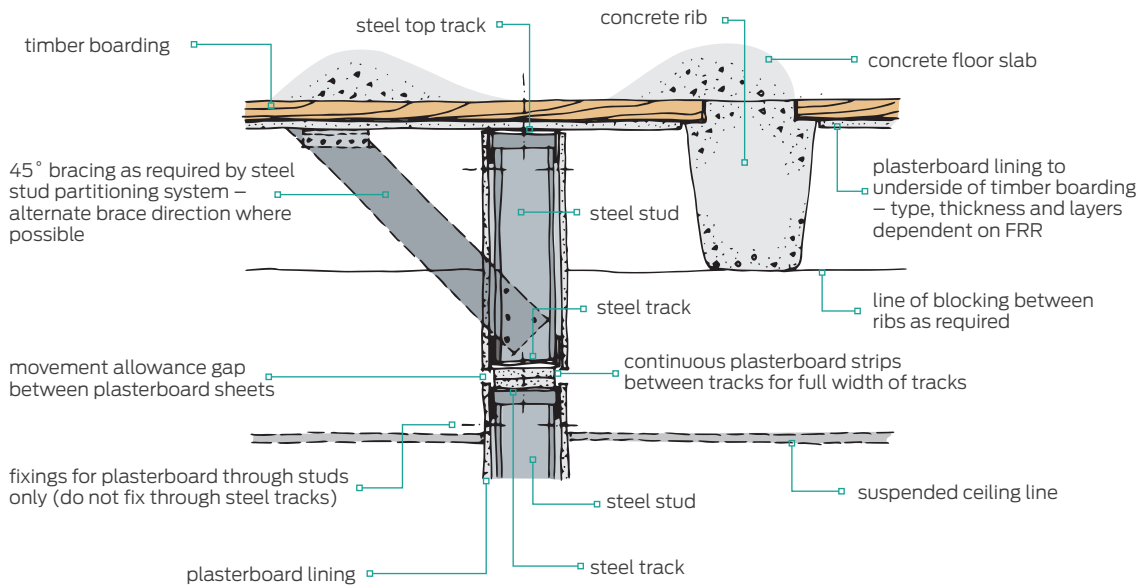 steel top track
concrete rib
timber boarding
concrete floor slab
45° bracing as required by steel
stud partitioning system –
alternate brace direction where
possible
plasterboard lining to
underside of timber boarding
– type, thickness and layers
dependent on FRR
steel stud
steel track
line of blocking between
ribs as required
movement allowance gap
between plasterboard sheets
continuous plasterboard strips
between tracks for full width of tracks
fixings for plasterboard through studs
only (do not fix through steel tracks)
steel stud
suspended ceiling line
steel track
plasterboard lining